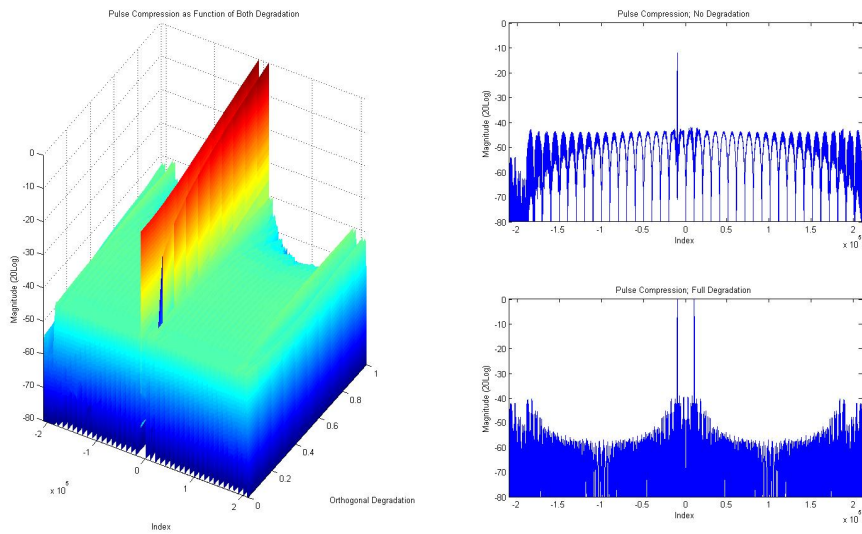 Pulse Compression as Function of Both Degradation
Magnitude (20Log)
0
-10
-20
-30
-40
-50
-60
-70
-80
-2
-1
0
1
2
x 10^5
Index
0
0.2
0.4
0.6
0.8
1
Orthogonal Degradation
Pulse Compression; No Degradation
Magnitude (20Log)
0
-10
-20
-30
-40
-50
-60
-70
-80
-2 -1.5 -1 -0.5 0 0.5 1 1.5 2
Index
x 10^5
Pulse Compression; Full Degradation
Magnitude (20Log)
0
-10
-20
-30
-40
-50
-60
-70
-80
-2 -1.5 -1 -0.5 0 0.5 1 1.5 2
Index
x 10^5